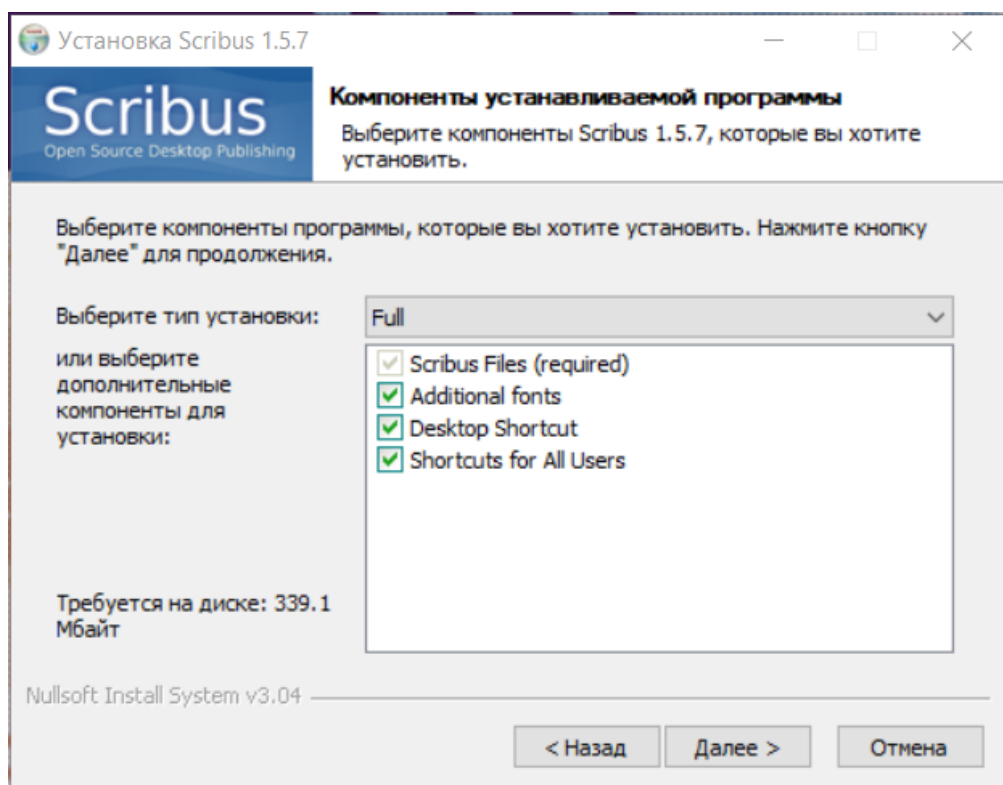 Установка Scribus 1.5.7
Scribus
Open Source Desktop Publishing
Компоненты устанавливаемой программы
Выберите компоненты Scribus 1.5.7, которые вы хотите
установить.
Выберите компоненты программы, которые вы хотите установить. Нажмите кнопку
"Далее" для продолжения.
Выберите тип установки:
Full
или выберите
дополнительные
компоненты для
установки:
Scribus Files (required)
Additional fonts
Desktop Shortcut
Shortcuts for All Users
Требуется на диске: 339.1
Мбайт
Nullsoft Install System v3.04
< Назад
Далее >
Отмена